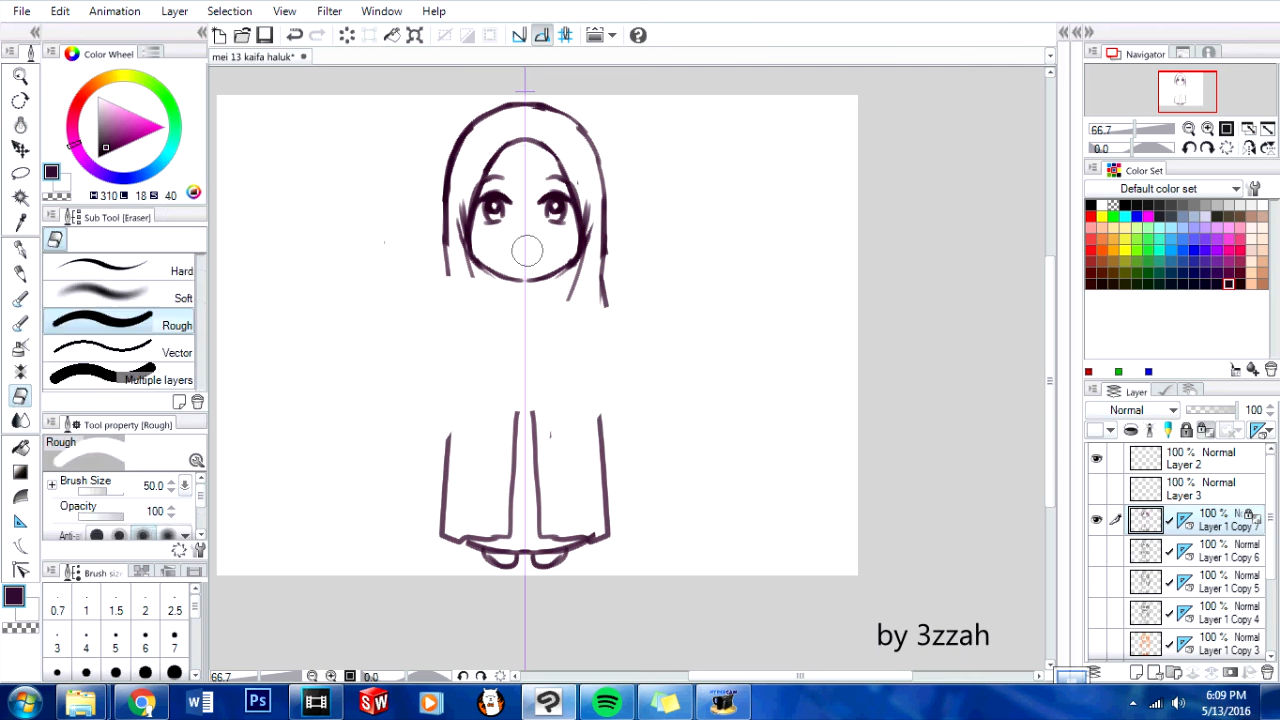 File Edit Animation Layer Selection View Filter Window Help
mei 13 kaifa haluk*
Color Wheel
310 18 40
Sub Tool [Eraser]
Hard
Soft
Rough
Vector
Multiple layers
Tool property [Rough]
Rough
Brush Size 50.0
Opacity 100
Brush size
0.7 1 1.5 2 2.5
3 4 5 6 7
66.7 0.0
by 3zzah
Navigator
66.7
0.0
Color Set
Default color set
Layer
Normal 100
100 % Normal
Layer 2
100 % Normal
Layer 3
100 %
Layer 1 Copy 7
100 % Normal
Layer 1 Copy 6
100 % Normal
Layer 1 Copy 5
100 % Normal
Layer 1 Copy 4
100 % Normal
Layer 1 Copy 3
W Ps SW
6:09 PM
5/13/2016